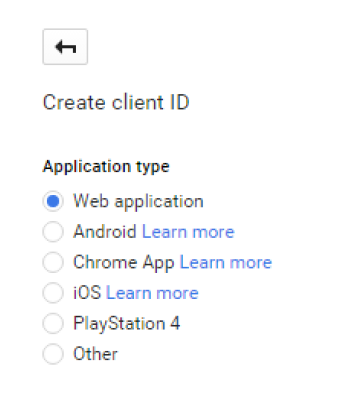 Create client ID
Application type
Web application
Android Learn more
Chrome App Learn more
iOS Learn more
PlayStation 4
Other